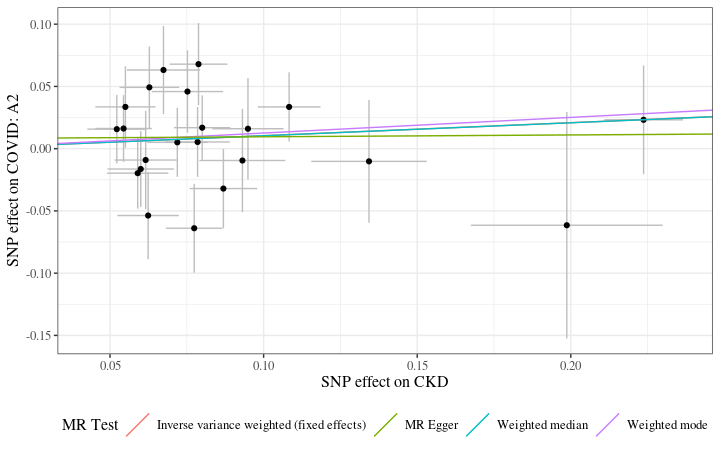 0.10
0.05
0.00
-0.05
-0.10
-0.15
SNP effect on COVID: A2
0.05 0.10 0.15 0.20
SNP effect on CKD
MR Test Inverse variance weighted (fixed effects) MR Egger Weighted median Weighted mode